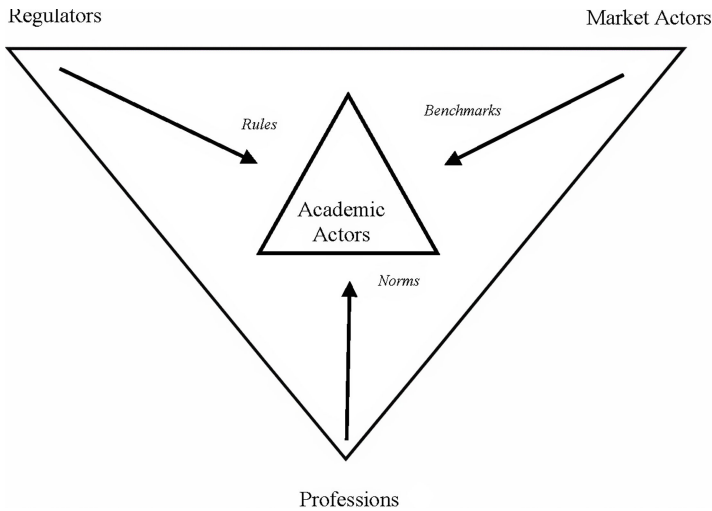 Regulators
Market Actors
Rules
Benchmarks
Academic
Actors
Norms
Professions